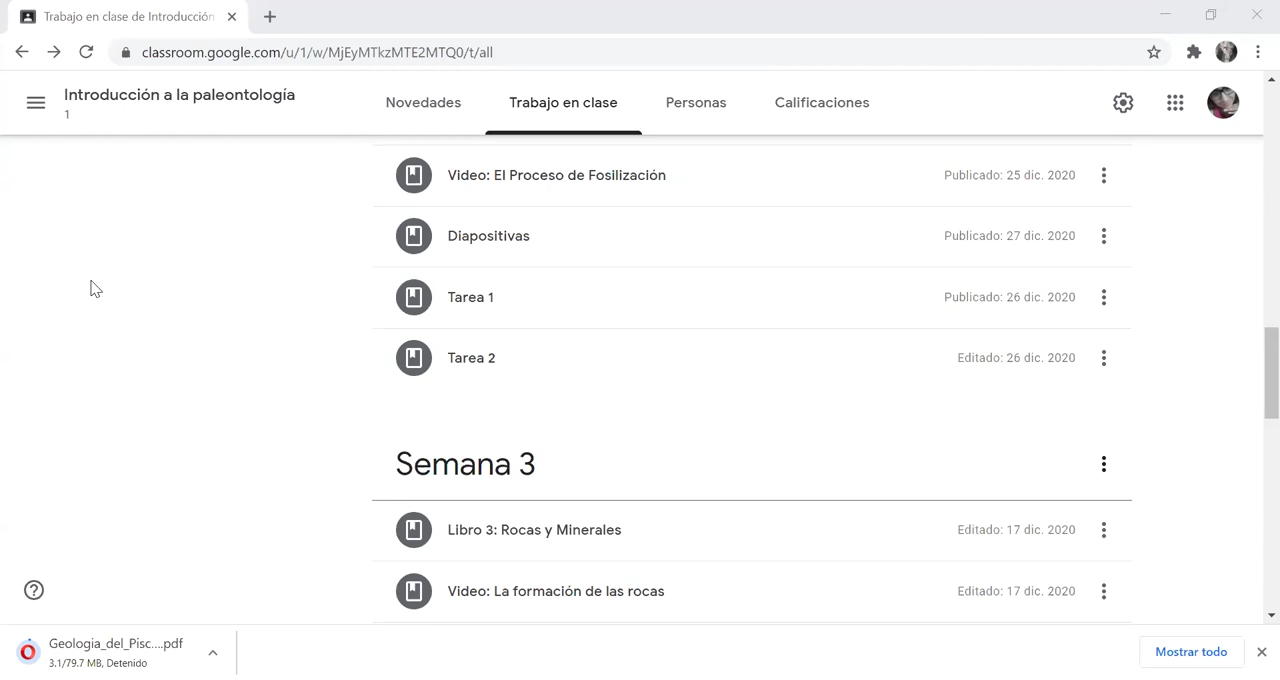 Trabajo en clase de Introducción
classroom.google.com/u/1/w/MjEyMTkzMTE2MTQ0/t/all
Introducción a la paleontología
1
Novedades
Trabajo en clase
Personas
Calificaciones
Video: El Proceso de Fosilización
Publicado: 25 dic. 2020
Diapositivas
Publicado: 27 dic. 2020
Tarea 1
Publicado: 26 dic. 2020
Tarea 2
Editado: 26 dic. 2020
Semana 3
Libro 3: Rocas y Minerales
Editado: 17 dic. 2020
Video: La formación de las rocas
Editado: 17 dic. 2020
Geologia_del_Pisc....pdf
3.1/79.7 MB, Detenido
Mostrar todo